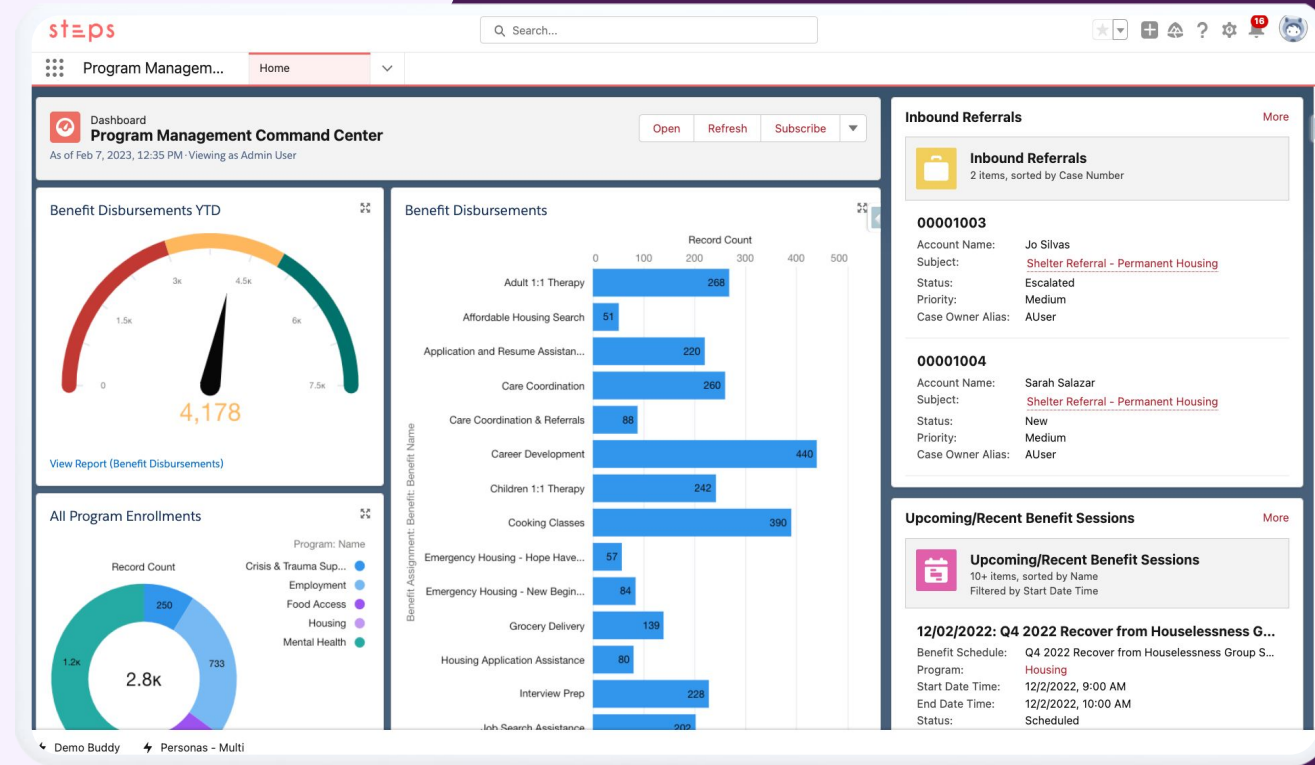 stΞps
Search...
16
Program Managem...
Home
Dashboard
Program Management Command Center
As of Feb 7, 2023, 12:35 PM·Viewing as Admin User
Open
Refresh
Subscribe
Benefit Disbursements YTD
0
1.5K
3K
4.5K
6K
7.5K
4,178
View Report (Benefit Disbursements)
All Program Enrollments
Program: Name
Record Count
Crisis & Trauma Sup...
Employment
Food Access
Housing
Mental Health
250
733
1.2K
2.8K
Benefit Disbursements
Record Count
0 100 200 300 400 500
Benefit Assignment: Benefit: Benefit Name
Adult 1:1 Therapy 268
Affordable Housing Search 51
Application and Resume Assistan... 220
Care Coordination 260
Care Coordination & Referrals 88
Career Development 440
Children 1:1 Therapy 242
Cooking Classes 390
Emergency Housing - Hope Have... 57
Emergency Housing - New Begin... 84
Grocery Delivery 139
Housing Application Assistance 80
Interview Prep 228
Job Search Assistance 202
Inbound Referrals
More
Inbound Referrals
2 items, sorted by Case Number
00001003
Account Name: Jo Silvas
Subject: Shelter Referral - Permanent Housing
Status: Escalated
Priority: Medium
Case Owner Alias: AUser
00001004
Account Name: Sarah Salazar
Subject: Shelter Referral - Permanent Housing
Status: New
Priority: Medium
Case Owner Alias: AUser
Upcoming/Recent Benefit Sessions
More
Upcoming/Recent Benefit Sessions
10+ items, sorted by Name
Filtered by Start Date Time
12/02/2022: Q4 2022 Recover from Houselessness G...
Benefit Schedule: Q4 2022 Recover from Houselessness Group S...
Program: Housing
Start Date Time: 12/2/2022, 9:00 AM
End Date Time: 12/2/2022, 10:00 AM
Status: Scheduled
Demo Buddy
Personas - Multi